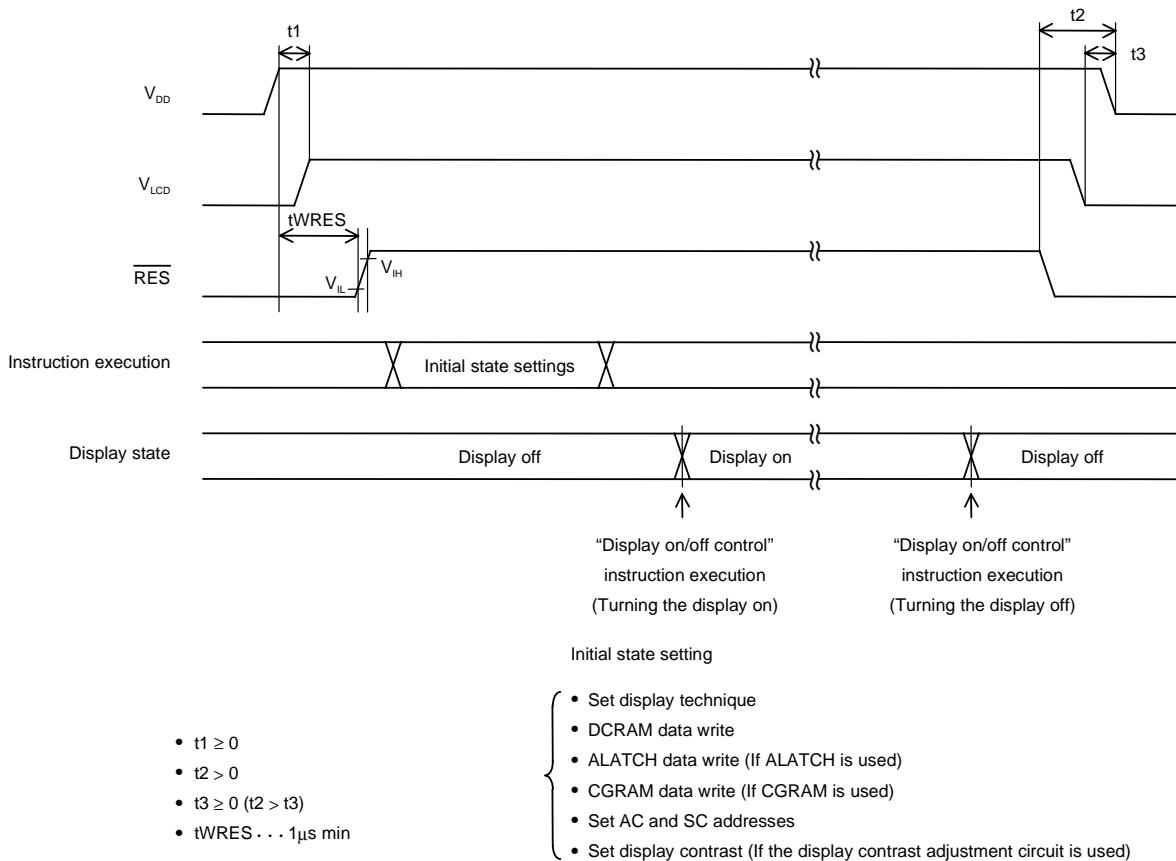 t1
t2
t3
VDD
VLCD
tWRES
RES
VIL
VIH
Instruction execution
Initial state settings
Display state
Display off
Display on
Display off
“Display on/off control”
instruction execution
(Turning the display on)
“Display on/off control”
instruction execution
(Turning the display off)
Initial state setting
• Set display technique
• DCRAM data write
• ALATCH data write (If ALATCH is used)
• CGRAM data write (If CGRAM is used)
• Set AC and SC addresses
• Set display contrast (If the display contrast adjustment circuit is used)
• t1 ≥ 0
• t2 > 0
• t3 ≥ 0 (t2 > t3)
• tWRES · · · 1μs min